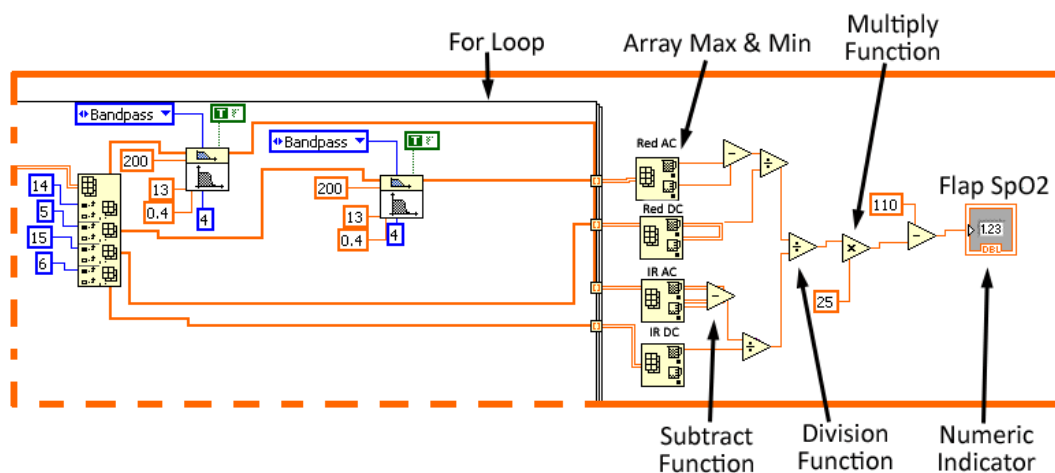 For Loop
Array Max & Min
Multiply
Function
Bandpass
T
200
Bandpass
T
200
14
5
15
6
13
0.4
4
13
0.4
4
Red AC
Red DC
IR AC
IR DC
110
25
Flap SpO2
1.23
DBL
Subtract
Function
Division
Function
Numeric
Indicator